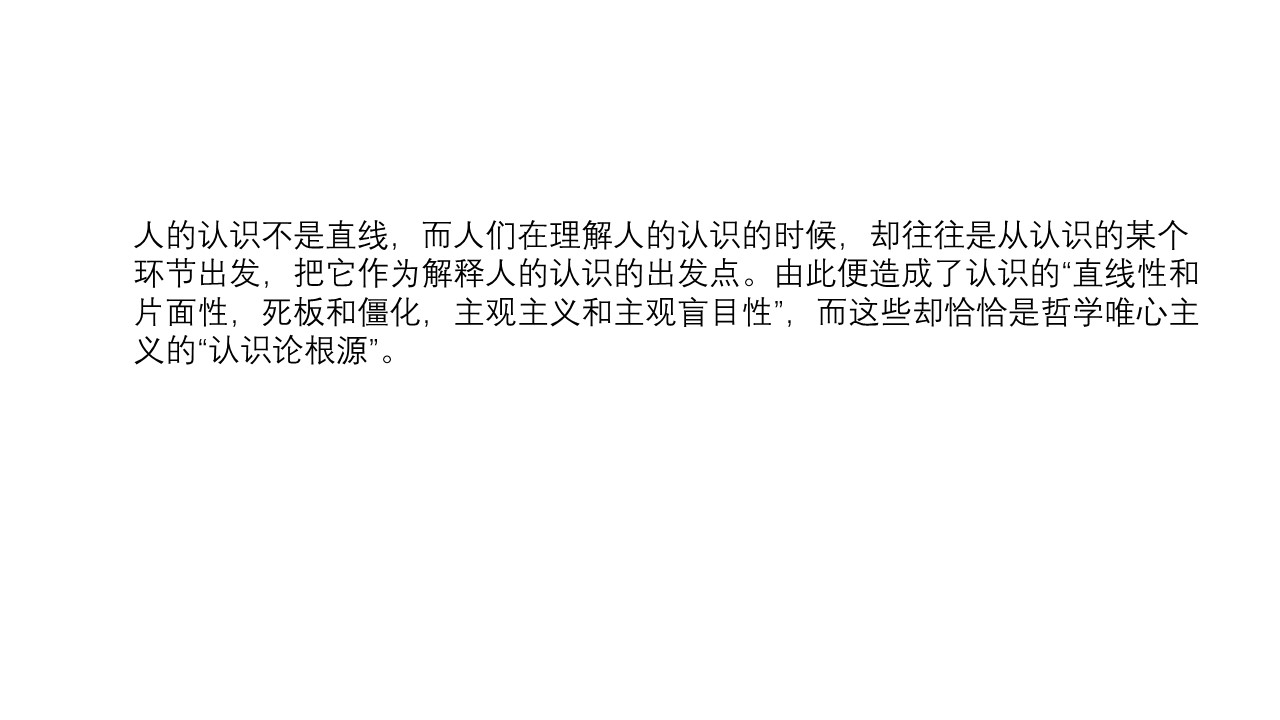 人的认识不是直线，而人们在理解人的认识的时候，却往往是从认识的某个
环节出发，把它作为解释人的认识的出发点。由此便造成了认识的“直线性和
片面性，死板和僵化，主观主义和主观盲目性”，而这些却恰恰是哲学唯心主
义的“认识论根源”。